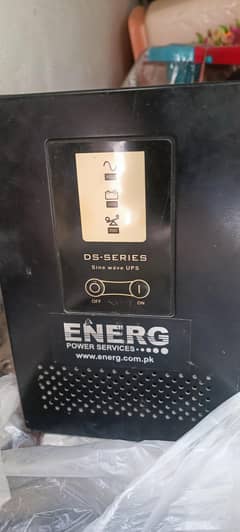 DS-SERIES
Sine wave UPS
OFF ON
ENERG
POWER SERVICES
www.energ.com.pk